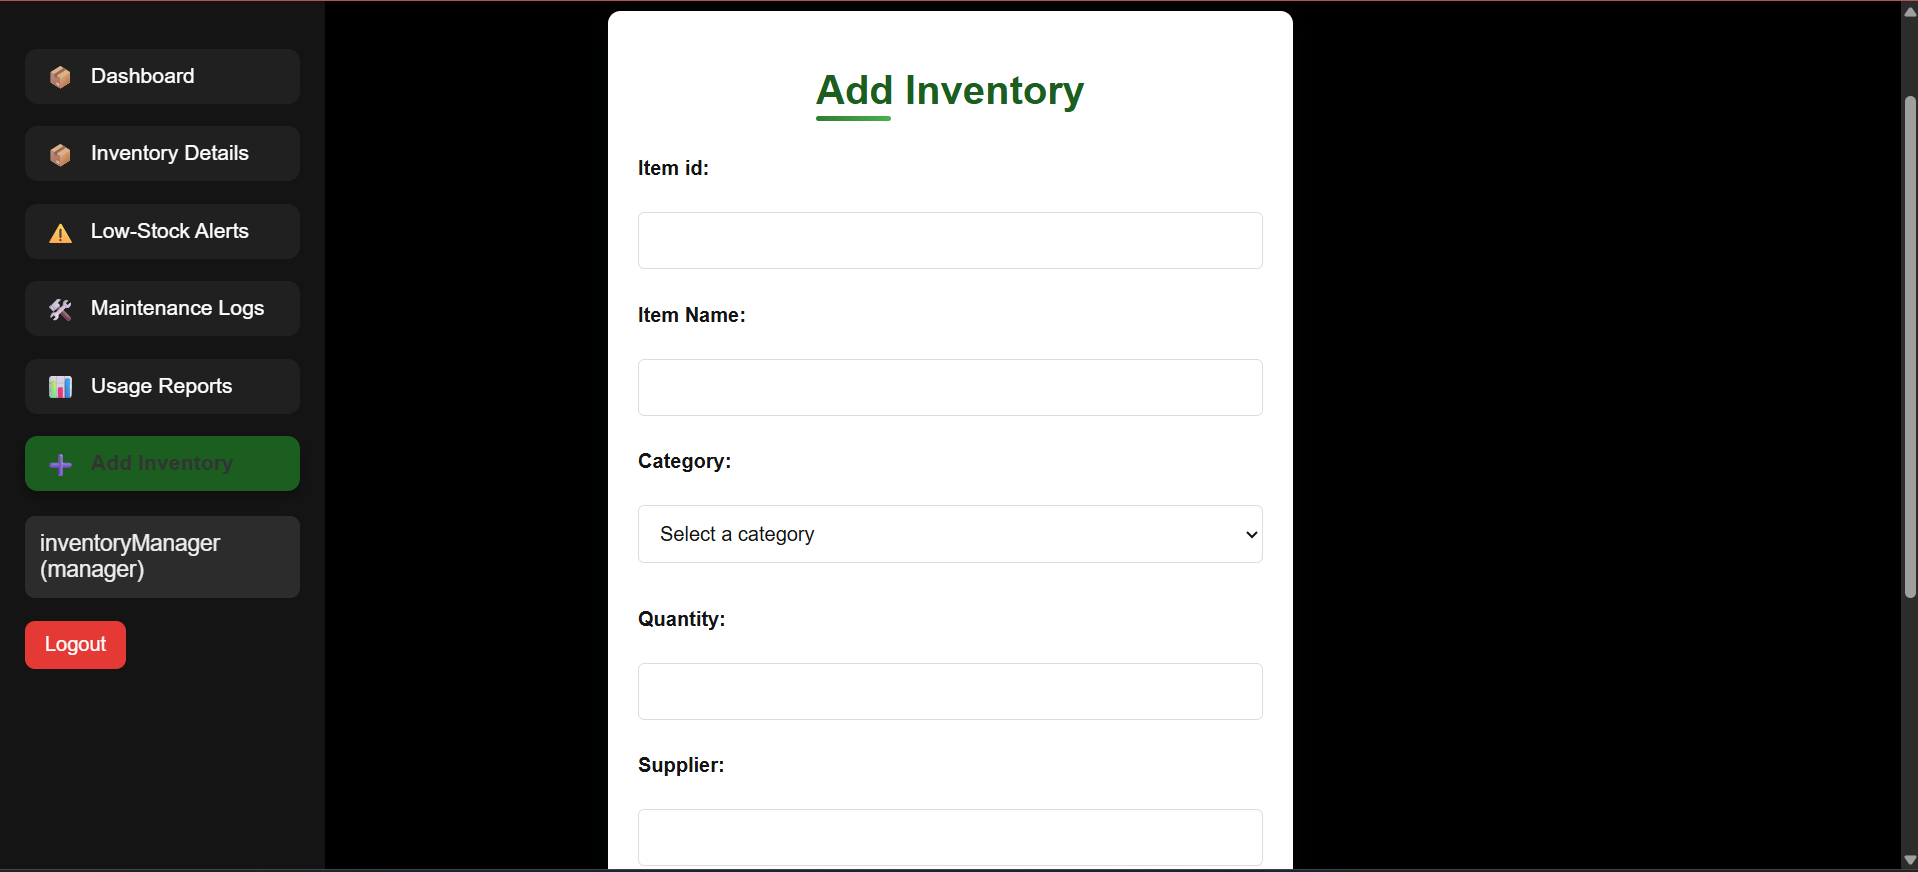 Dashboard
Inventory Details
Low-Stock Alerts
Maintenance Logs
Usage Reports
Add Inventory
inventoryManager
(manager)
Logout
Add Inventory
Item id:
Item Name:
Category:
Select a category
Quantity:
Supplier: